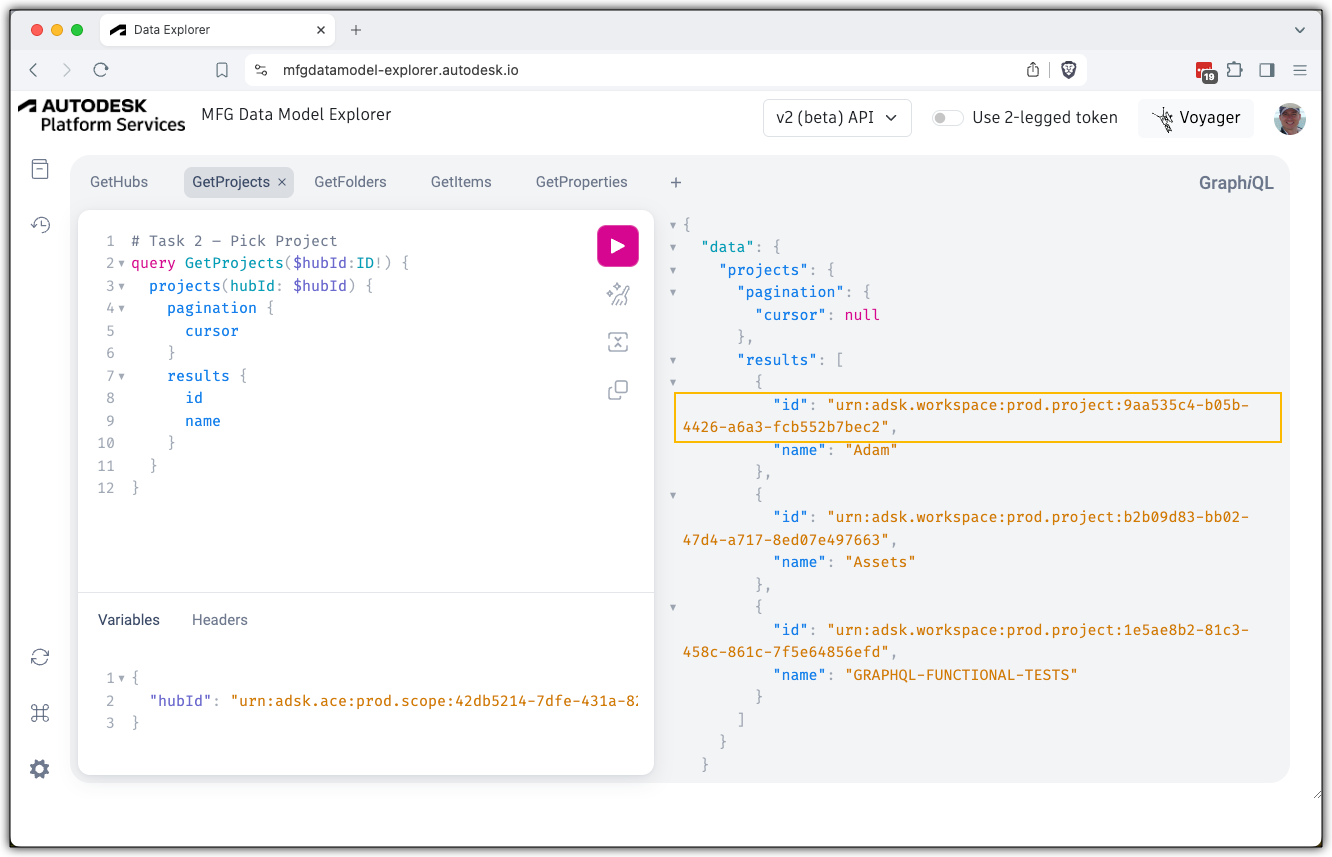 Data Explorer
mfgdatamodel-explorer.autodesk.io
19
AUTODESK
Platform Services
MFG Data Model Explorer
v2 (beta) API
Use 2-legged token
Voyager
GetHubs
GetProjects
GetFolders
GetItems
GetProperties
GraphiQL
1 # Task 2 – Pick Project
2 query GetProjects($hubId:ID!) {
3 projects(hubId: $hubId) {
4 pagination {
5 cursor
6 }
7 results {
8 id
9 name
10 }
11 }
12 }
Variables
Headers
1 {
2 "hubId": "urn:adsk.ace:prod.scope:42db5214-7dfe-431a-82
3 }
{
"data": {
"projects": {
"pagination": {
"cursor": null
},
"results": [
{
"id": "urn:adsk.workspace:prod.project:9aa535c4-b05b-
4426-a6a3-fcb552b7bec2",
"name": "Adam"
},
{
"id": "urn:adsk.workspace:prod.project:b2b09d83-bb02-
47d4-a717-8ed07e497663",
"name": "Assets"
},
{
"id": "urn:adsk.workspace:prod.project:1e5ae8b2-81c3-
458c-861c-7f5e64856efd",
"name": "GRAPHQL-FUNCTIONAL-TESTS"
}
]
}
}